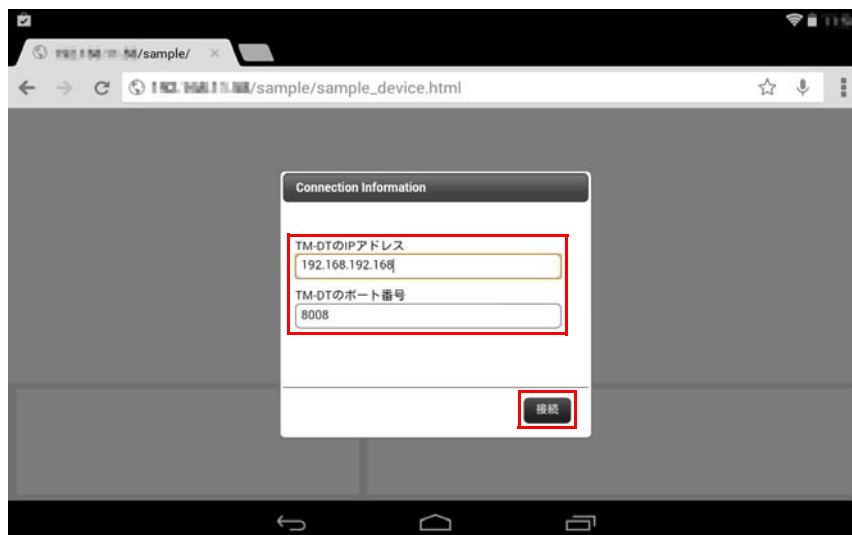 /sample/
/sample/sample_device.html
Connection Information
TM-DTのIPアドレス
192.168.192.168
TM-DTのポート番号
8008
接続